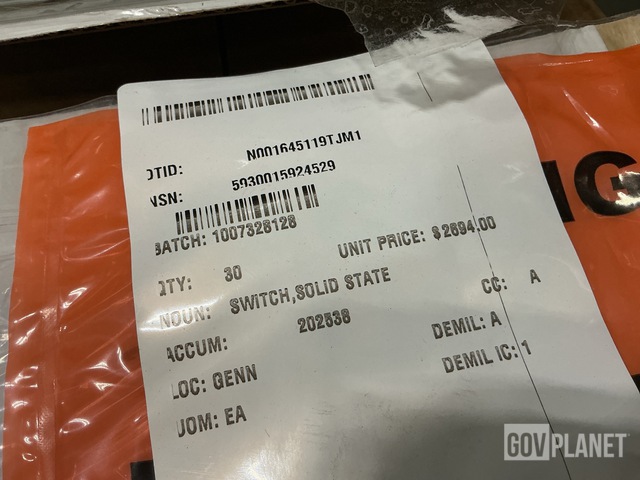 DTID: N001645119TJM1
NSN: 5930015924529
BATCH: 1007328128
QTY: 30 UNIT PRICE: $2694.00
NOUN: SWITCH,SOLID STATE CC: A
ACCUM: 202538 DEMIL: A
LOC: GENN DEMIL IC: 1
UOM: EA
GOVPLANET